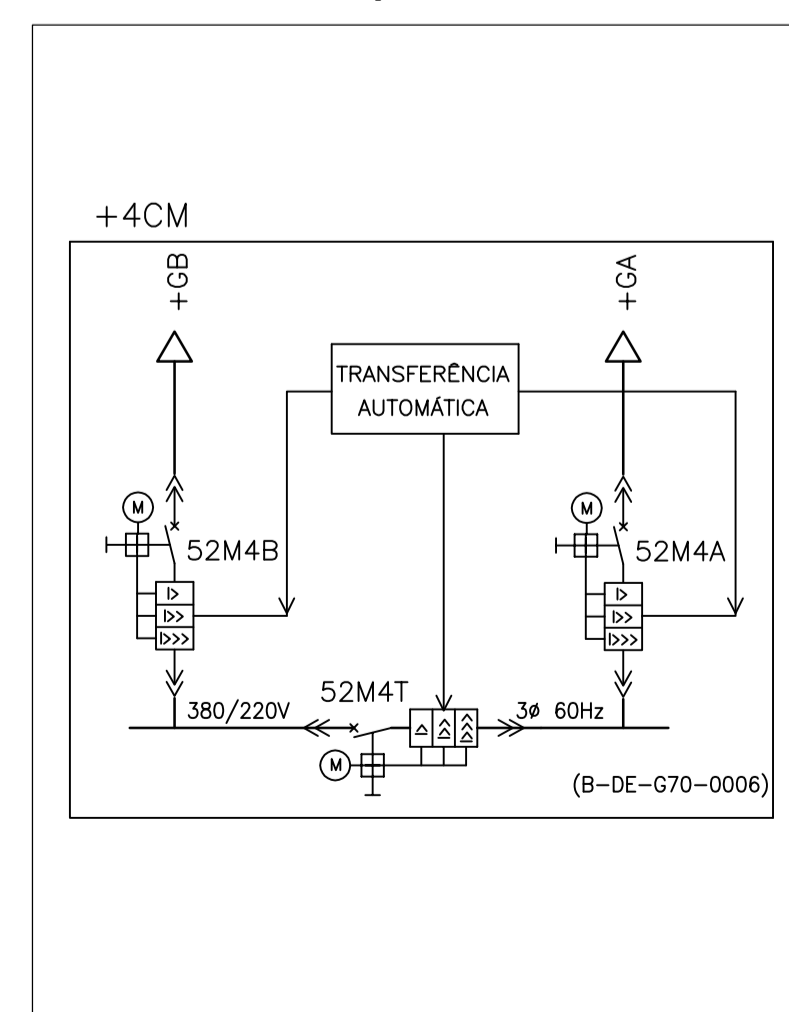 +4CM
+GB
+GA
TRANSFERÊNCIA
AUTOMÁTICA
M
M
52M4B
52M4A
I>
I>>
I>>>
I>
I>>
I>>>
52M4T
380/220V
3ø 60Hz
I>
I>>
I>>>
M
(B-DE-G70-0006)